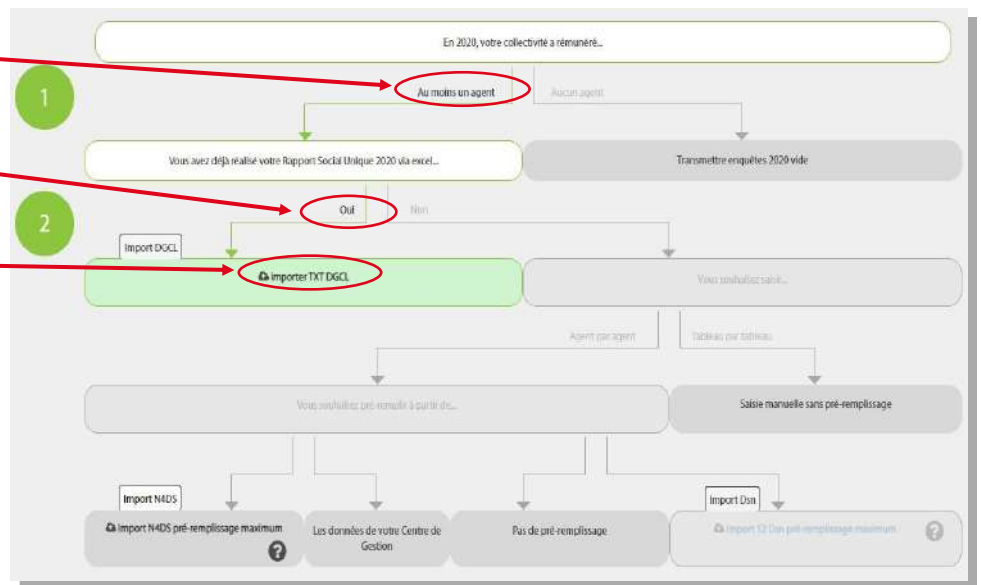 En 2020, votre collectivité a rémunéré...
1
Au moins un agent
Aucun agent
Vous avez déjà réalisé votre Rapport Social Unique 2020 via excel...
Transmettre enquêtes 2020 vide
2
Oui
Non
Import DGCL
importer TXT DGCL
Vous souhaitez saisir...
Agent par agent
Tableau par tableau
Vous souhaitez pré-remplir à partir de...
Saisie manuelle sans pré-remplissage
Import N4DS
Import Dsn
Import N4DS pré-remplissage maximum
?
Les données de votre Centre de
Gestion
Pas de pré-remplissage
Import 12 Dsn pré-remplissage maximum
?